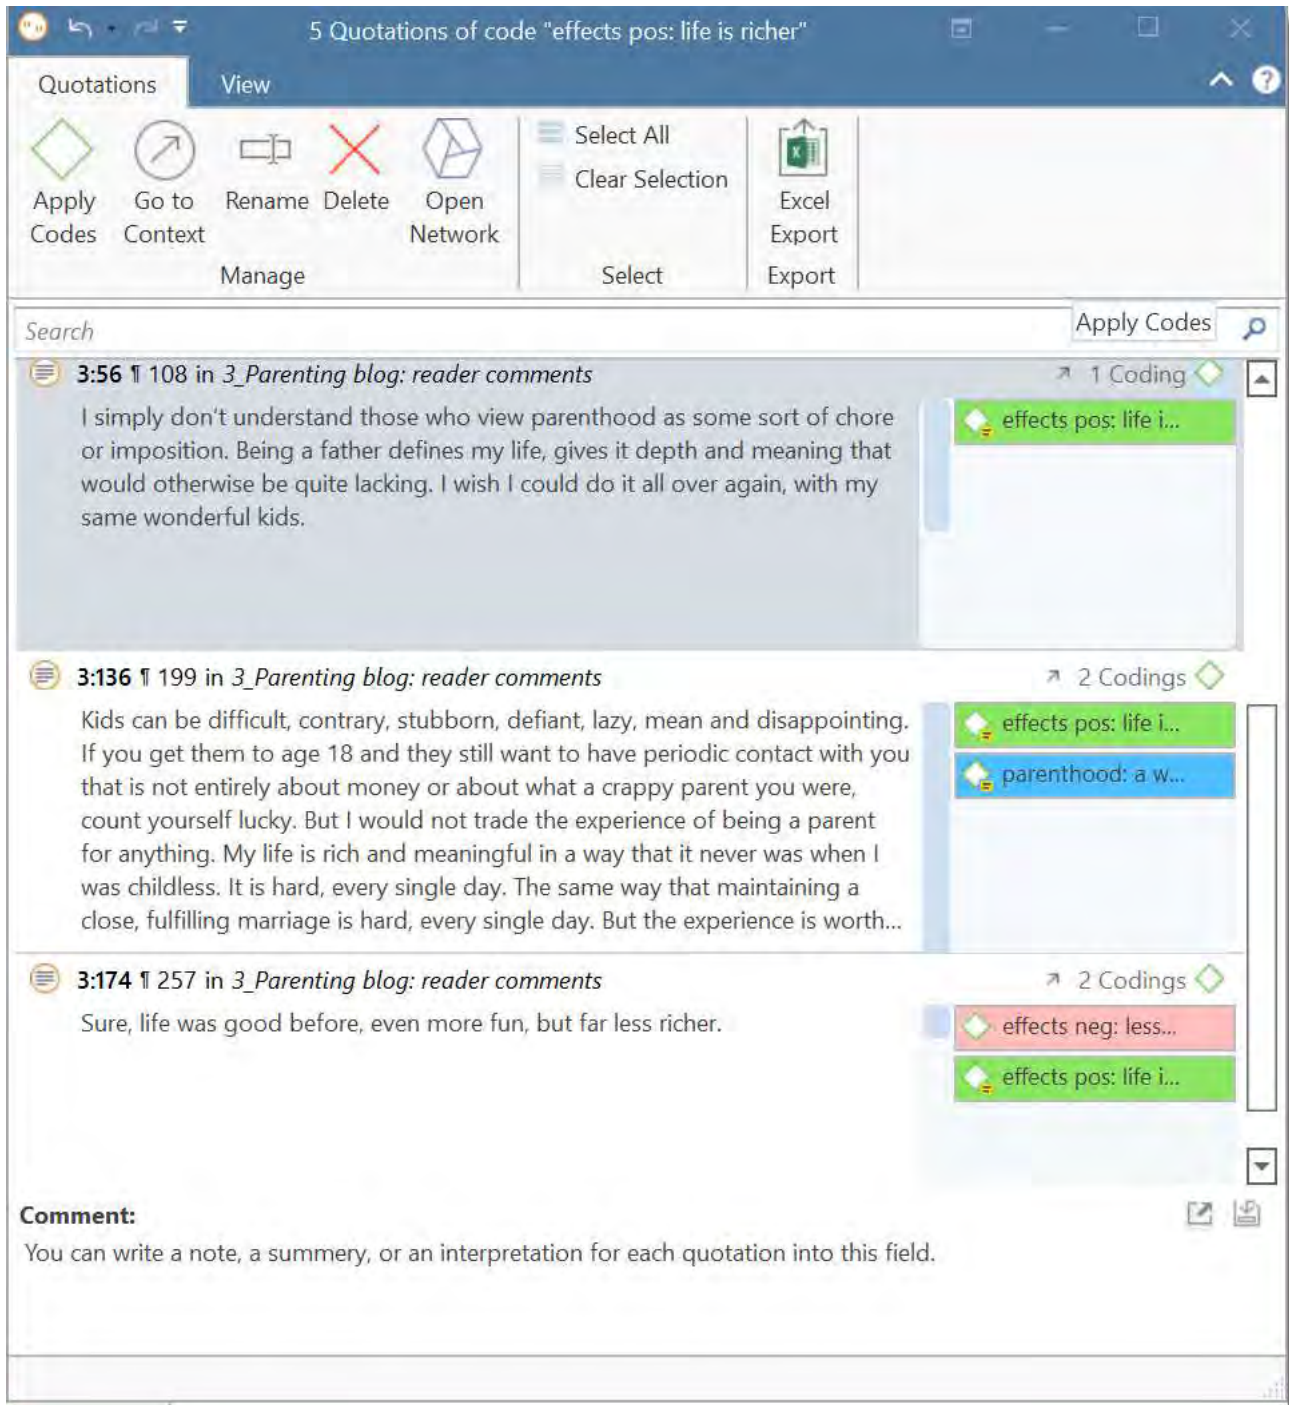 5 Quotations of code "effects pos: life is richer"
Quotations View
Select All
Clear Selection
Apply Codes
Go to Context
Rename
Delete
Open Network
Excel Export
Manage
Select
Export
Search
Apply Codes
3:56 ¶ 108 in 3_Parenting blog: reader comments
1 Coding
I simply don't understand those who view parenthood as some sort of chore
or imposition. Being a father defines my life, gives it depth and meaning that
would otherwise be quite lacking. I wish I could do it all over again, with my
same wonderful kids.
effects pos: life i...
3:136 ¶ 199 in 3_Parenting blog: reader comments
2 Codings
Kids can be difficult, contrary, stubborn, defiant, lazy, mean and disappointing.
If you get them to age 18 and they still want to have periodic contact with you
that is not entirely about money or about what a crappy parent you were,
count yourself lucky. But I would not trade the experience of being a parent
for anything. My life is rich and meaningful in a way that it never was when I
was childless. It is hard, every single day. The same way that maintaining a
close, fulfilling marriage is hard, every single day. But the experience is worth...
effects pos: life i...
parenthood: a w...
3:174 ¶ 257 in 3_Parenting blog: reader comments
2 Codings
Sure, life was good before, even more fun, but far less richer.
effects neg: less...
effects pos: life i...
Comment:
You can write a note, a summery, or an interpretation for each quotation into this field.